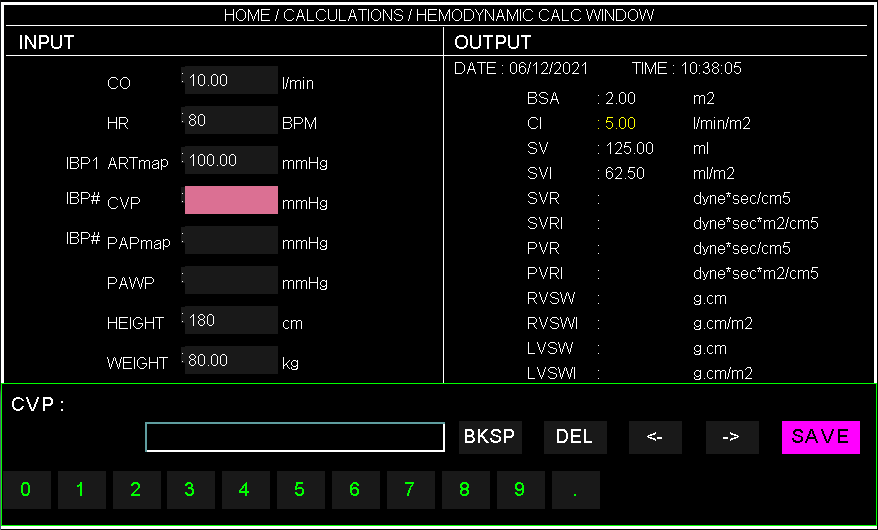 HOME / CALCULATIONS / HEMODYNAMIC CALC WINDOW
INPUT
CO : 10.00 l/min
HR : 80 BPM
IBP1 ARTmap : 100.00 mmHg
IBP# CVP : mmHg
IBP# PAPmap : mmHg
PAWP : mmHg
HEIGHT : 180 cm
WEIGHT : 80.00 kg
OUTPUT
DATE : 06/12/2021 TIME : 10:38:05
BSA : 2.00 m2
CI : 5.00 l/min/m2
SV : 125.00 ml
SVI : 62.50 ml/m2
SVR : dyne*sec/cm5
SVRI : dyne*sec*m2/cm5
PVR : dyne*sec/cm5
PVRI : dyne*sec*m2/cm5
RVSW : g.cm
RVSWI : g.cm/m2
LVSW : g.cm
LVSWI : g.cm/m2
CVP :
BKSP DEL <- -> SAVE
0 1 2 3 4 5 6 7 8 9 .